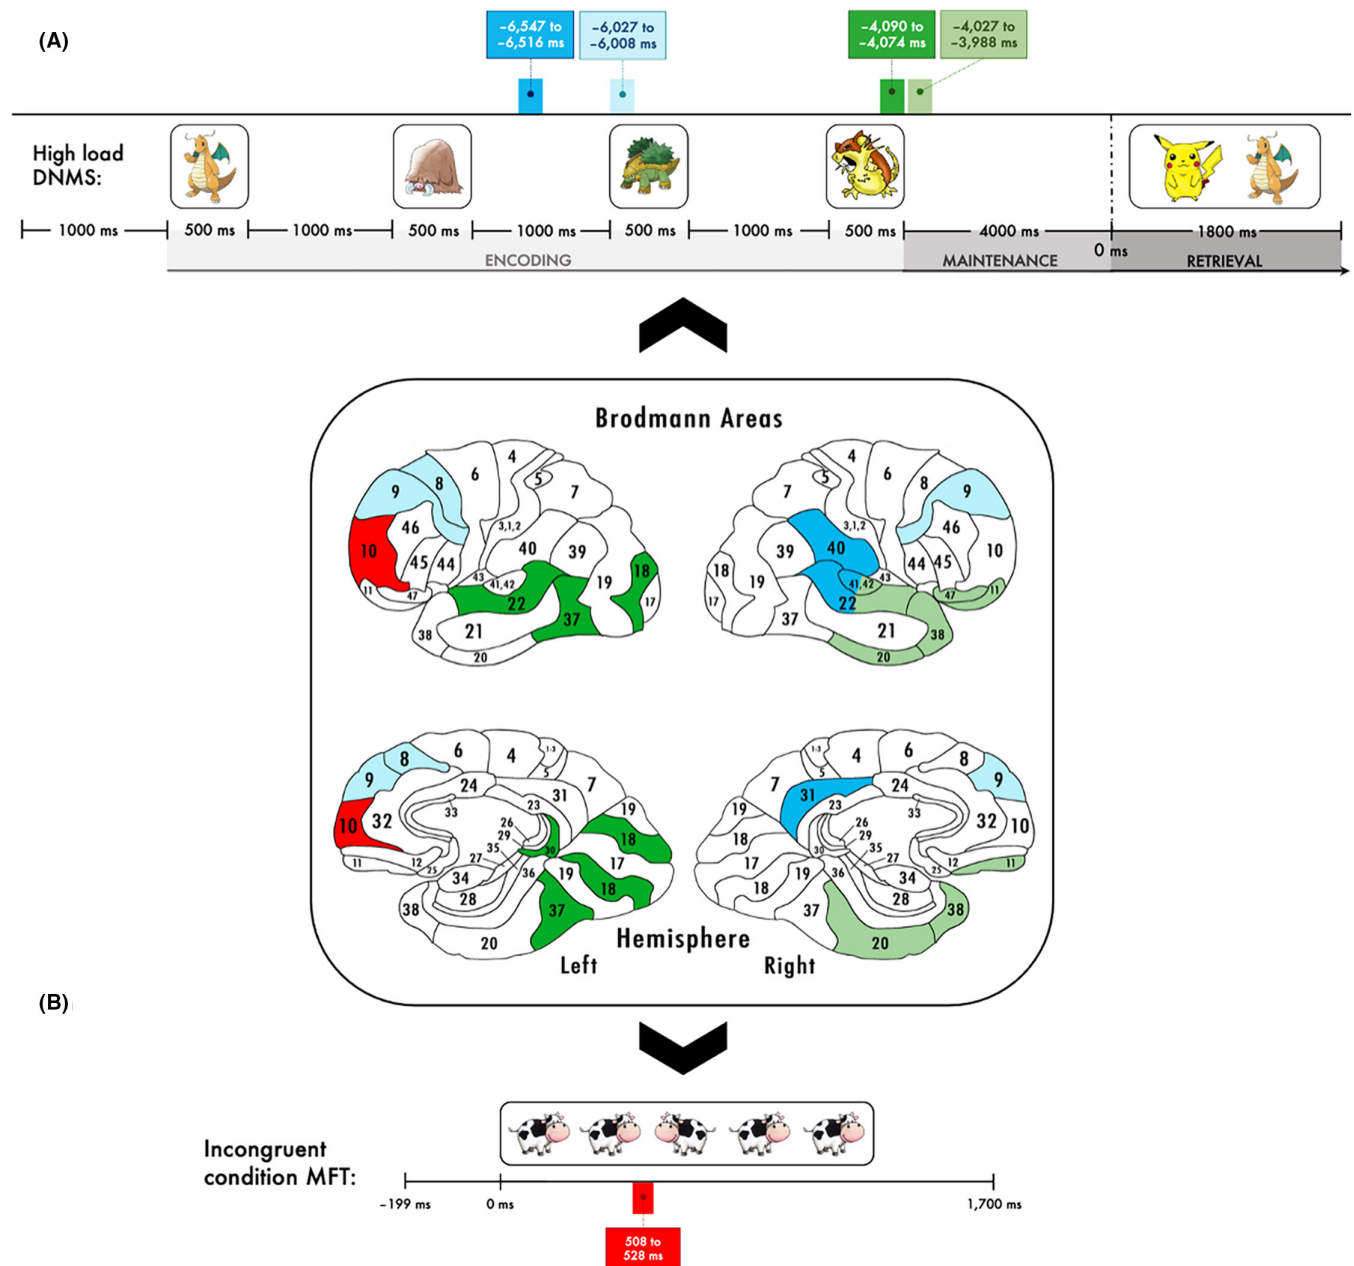 (A)
−6,547 to
−6,516 ms
−6,027 to
−6,008 ms
−4,090 to
−4,074 ms
−4,027 to
−3,988 ms
High load
DNMS:
1000 ms 500 ms 1000 ms 500 ms 1000 ms 500 ms 1000 ms 500 ms 4000 ms 1800 ms
0 ms
ENCODING MAINTENANCE RETRIEVAL
Brodmann Areas
9 8 6 4 5 7
46 3,1,2
10 45 44 40 39 19 18
11 47 43 41,42 22 37 17
38 21
20
7 5 4 6 8 9
3,1,2 46
18 19 39 40 44 45 10
17 37 22 41,42 43 47 11
21 38
20
9 8 6 4 1-3 5 7
24 31 23 19
10 32 33 18
26
29
35 30 17
11 12 25 27 36 19
34 18
28 37
38 20
7 1-3 5 4 6 8 9
31 24
19 23 33 32 10
18 26
29
17 30 35
18 19 36 27 25 12 11
34
37 28
20 38
Hemisphere
Left Right
(B)
Incongruent
condition MFT:
−199 ms 0 ms 1,700 ms
508 to
528 ms